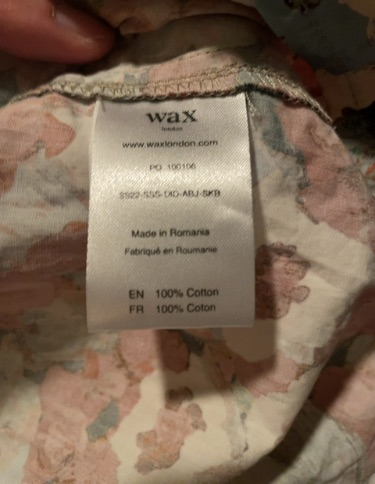 wax
london
www.waxlondon.com
PO 100106
SS22-SSS-DID-ABJ-SKB
Made in Romania
Fabriqué en Roumanie
EN 100% Cotton
FR 100% Coton